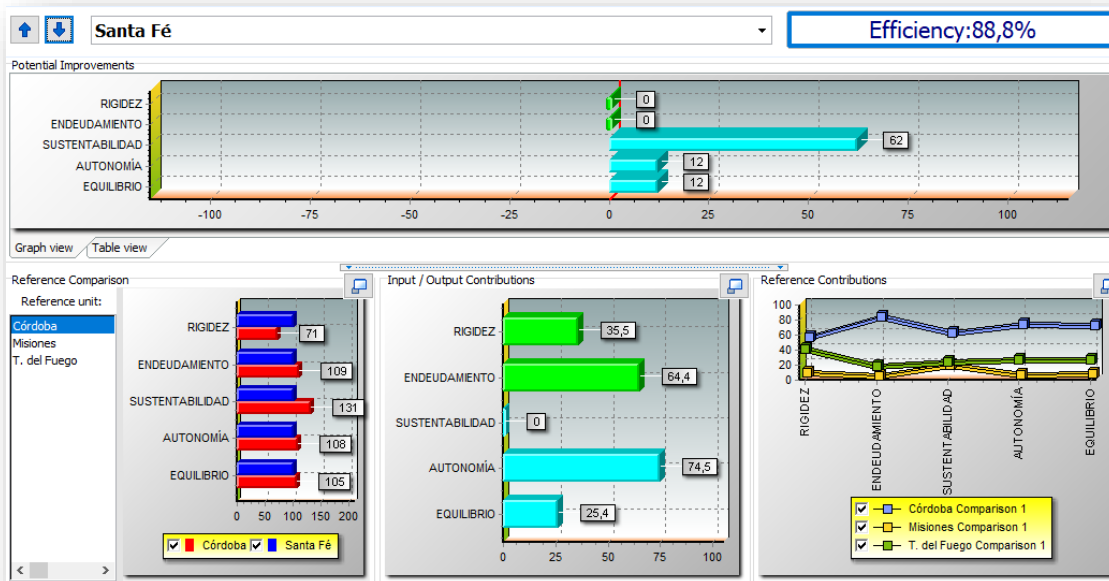 Santa Fé
Efficiency:88,8%
Potential Improvements
RIGIDEZ
0
ENDEUDAMIENTO
0
SUSTENTABILIDAD
62
AUTONOMÍA
12
EQUILIBRIO
12
-100 -75 -50 -25 0 25 50 75 100
Graph view Table view
Reference Comparison
Reference unit:
Córdoba
Misiones
T. del Fuego
RIGIDEZ
71
ENDEUDAMIENTO
109
SUSTENTABILIDAD
131
AUTONOMÍA
108
EQUILIBRIO
105
0 50 100 150 200
Córdoba Santa Fé
Input / Output Contributions
RIGIDEZ
35,5
ENDEUDAMIENTO
64,4
SUSTENTABILIDAD
0
AUTONOMÍA
74,5
EQUILIBRIO
25,4
0 25 50 75 100
Reference Contributions
100
80
60
40
20
0
RIGIDEZ
ENDEUDAMIENTO
SUSTENTABILIDAD
AUTONOMÍA
EQUILIBRIO
Córdoba Comparison 1
Misiones Comparison 1
T. del Fuego Comparison 1